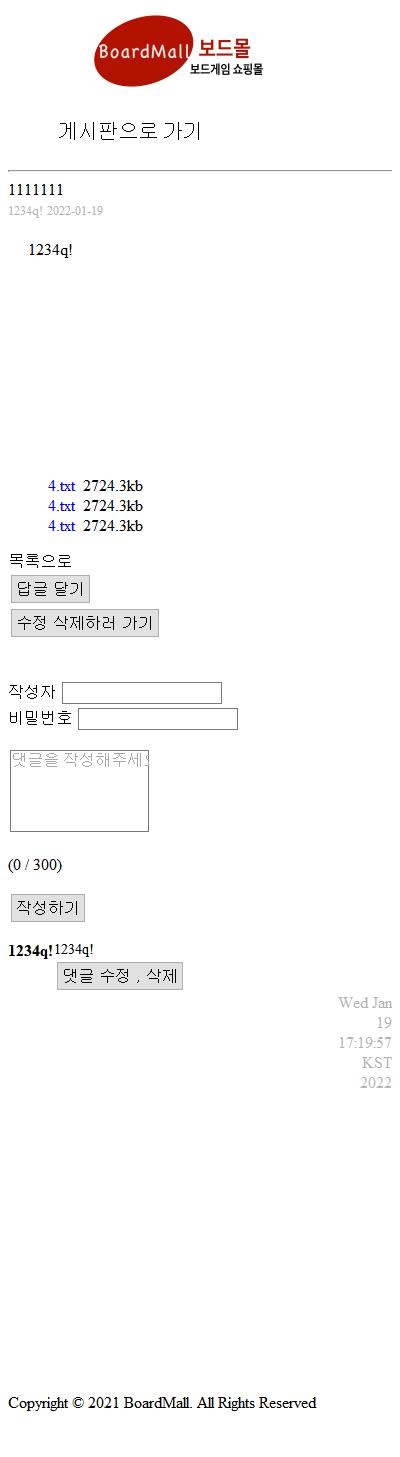 BoardMall 보드몰
보드게임 쇼핑몰
게시판으로 가기
1111111
1234q! 2022-01-19
1234q!
4.txt 2724.3kb
4.txt 2724.3kb
4.txt 2724.3kb
목록으로
답글 달기
수정 삭제하러 가기
작성자
비밀번호
댓글을 작성해주세요
(0 / 300)
작성하기
1234q! 1234q!
댓글 수정 , 삭제
Wed Jan
19
17:19:57
KST
2022
Copyright © 2021 BoardMall. All Rights Reserved